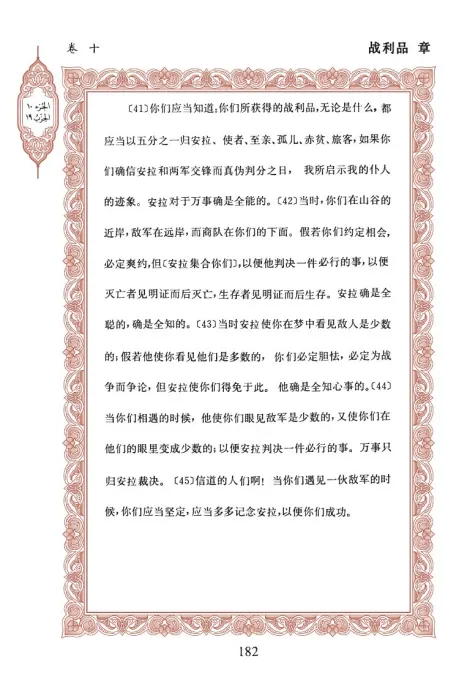 卷 十
战利品 章
الجزء ١٠
الحزب ١٩
〔41〕你们应当知道:你们所获得的战利品,无论是什么,都
应当以五分之一归安拉、使者、至亲、孤儿、赤贫、旅客,如果你
们确信安拉和两军交锋而真伪判分之日, 我所启示我的仆人
的迹象。安拉对于万事确是全能的。〔42〕当时,你们在山谷的
近岸,敌军在远岸,而商队在你们的下面。假若你们约定相会,
必定爽约,但〔安拉集合你们〕,以便他判决一件必行的事,以便
灭亡者见明证而后灭亡,生存者见明证而后生存。安拉确是全
聪的,确是全知的。〔43〕当时安拉使你在梦中看见敌人是少数
的;假若他使你看见他们是多数的, 你们必定胆怯,必定为战
争而争论,但安拉使你们得免于此。 他确是全知心事的。〔44〕
当你们相遇的时候,他使你们眼见敌军是少数的,又使你们在
他们的眼里变成少数的;以便安拉判决一件必行的事。万事只
归安拉裁决。〔45〕信道的人们啊! 当你们遇见一伙敌军的时
候,你们应当坚定,应当多多记念安拉,以便你们成功。
182